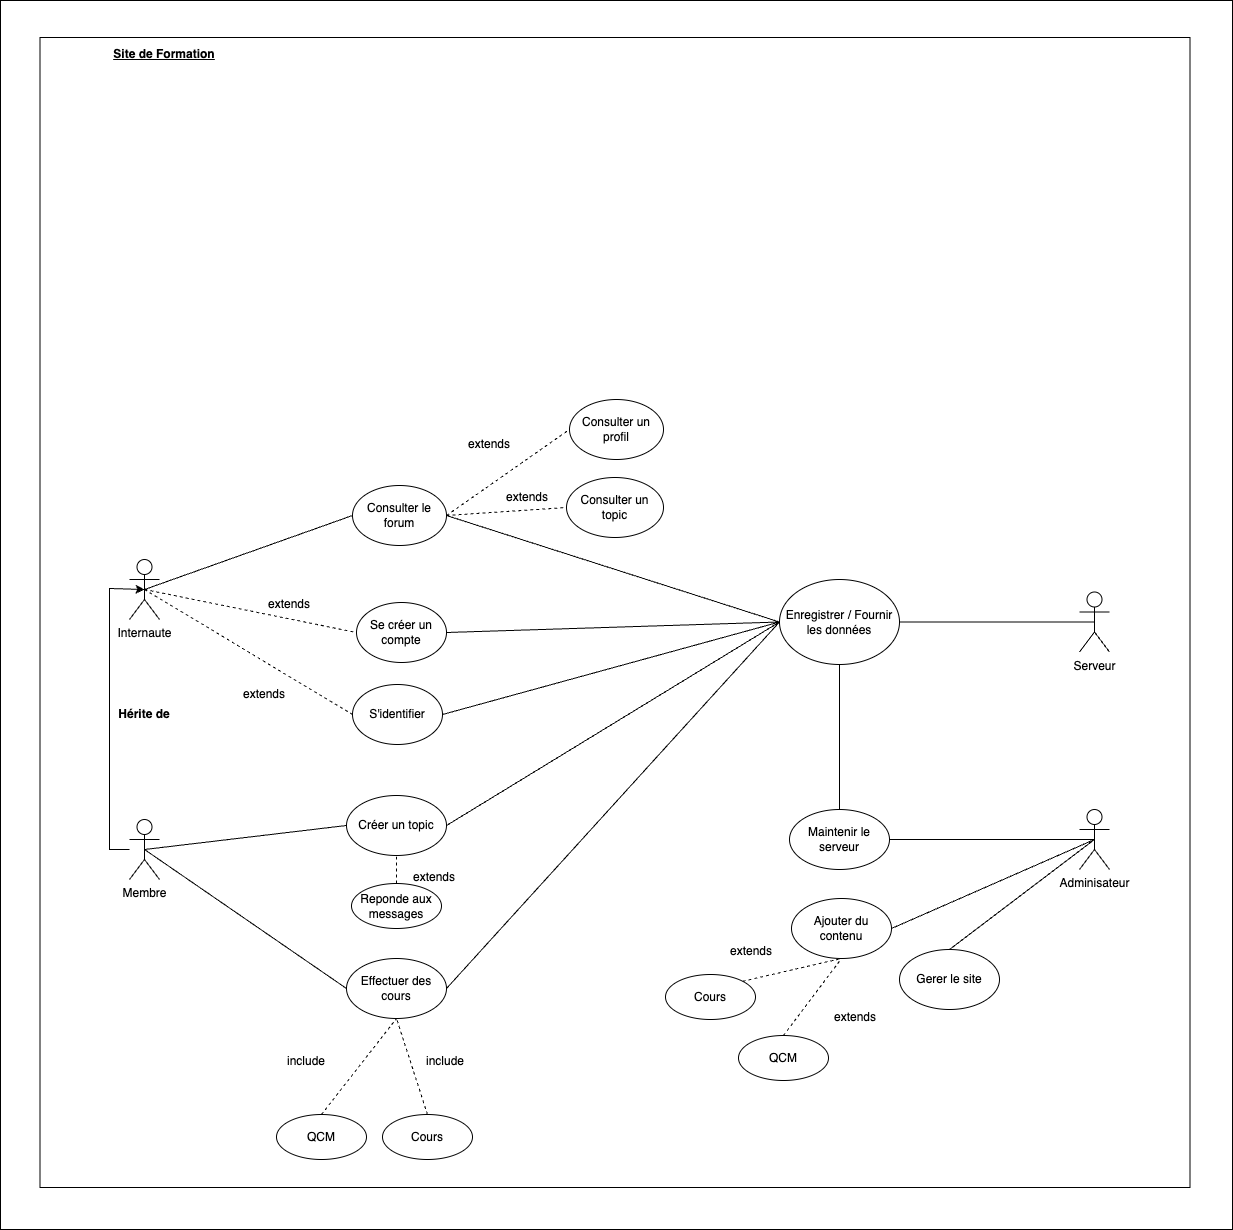 Site de Formation
Consulter un
profil
extends
Consulter un
topic
extends
Consulter le
forum
Internaute
extends
Se créer un
compte
Enregistrer / Fournir
les données
Serveur
extends
S'identifier
Hérite de
Créer un topic
Membre
extends
Reponde aux
messages
Maintenir le
serveur
Adminisateur
Ajouter du
contenu
extends
Effectuer des
cours
Cours
Gerer le site
extends
include
include
QCM
QCM
Cours